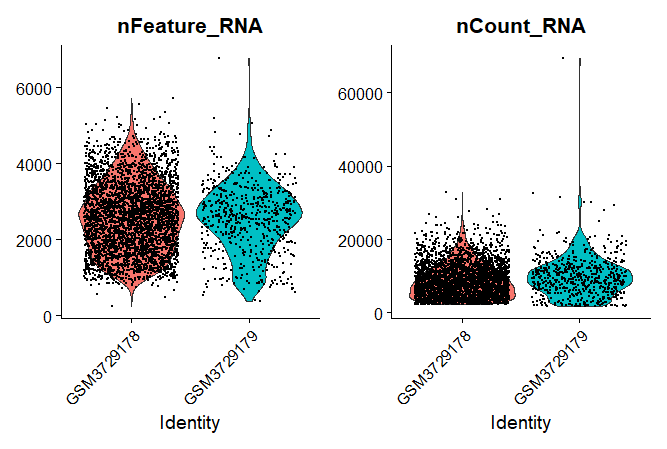 nFeature_RNA
6000
4000
2000
0
GSM3729178
GSM3729179
Identity
nCount_RNA
60000
40000
20000
0
GSM3729178
GSM3729179
Identity